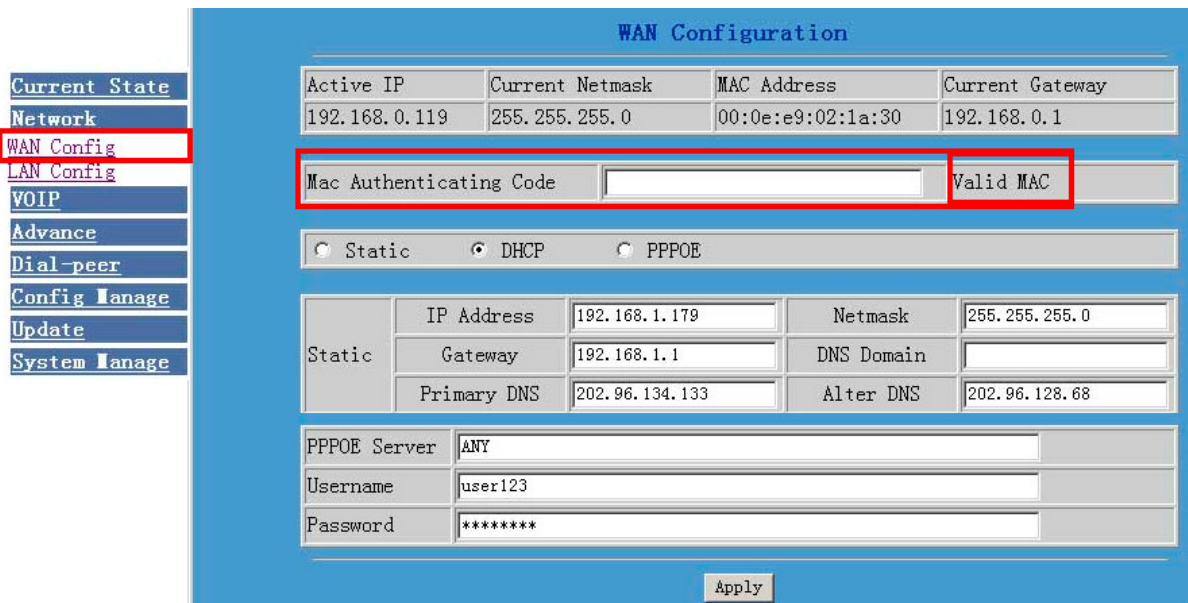 WAN Configuration
Current State
Network
WAN Config
LAN Config
VOIP
Advance
Dial-peer
Config Manage
Update
System Manage
Active IP Current Netmask MAC Address Current Gateway
192.168.0.119 255.255.255.0 00:0e:e9:02:1a:30 192.168.0.1
Mac Authenticating Code Valid MAC
Static DHCP PPPOE
Static
IP Address 192.168.1.179 Netmask 255.255.255.0
Gateway 192.168.1.1 DNS Domain
Primary DNS 202.96.134.133 Alter DNS 202.96.128.68
PPPOE Server ANY
Username user123
Password ********
Apply